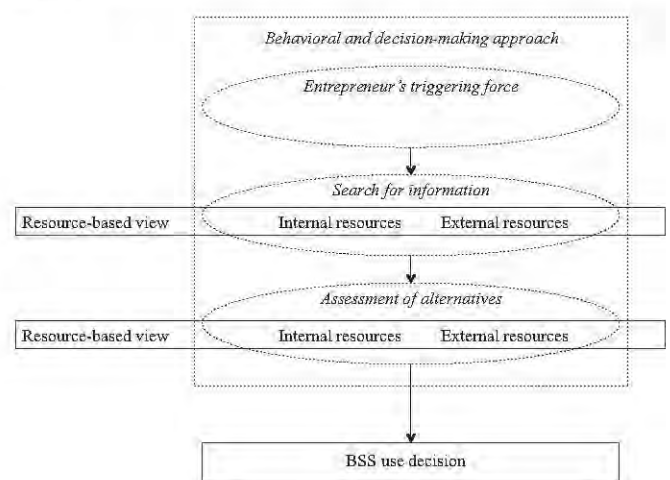 Behavioral and decision-making approach
Entrepreneur's triggering force
Search for information
Resource-based view Internal resources External resources
Assessment of alternatives
Resource-based view Internal resources External resources
BSS use decision